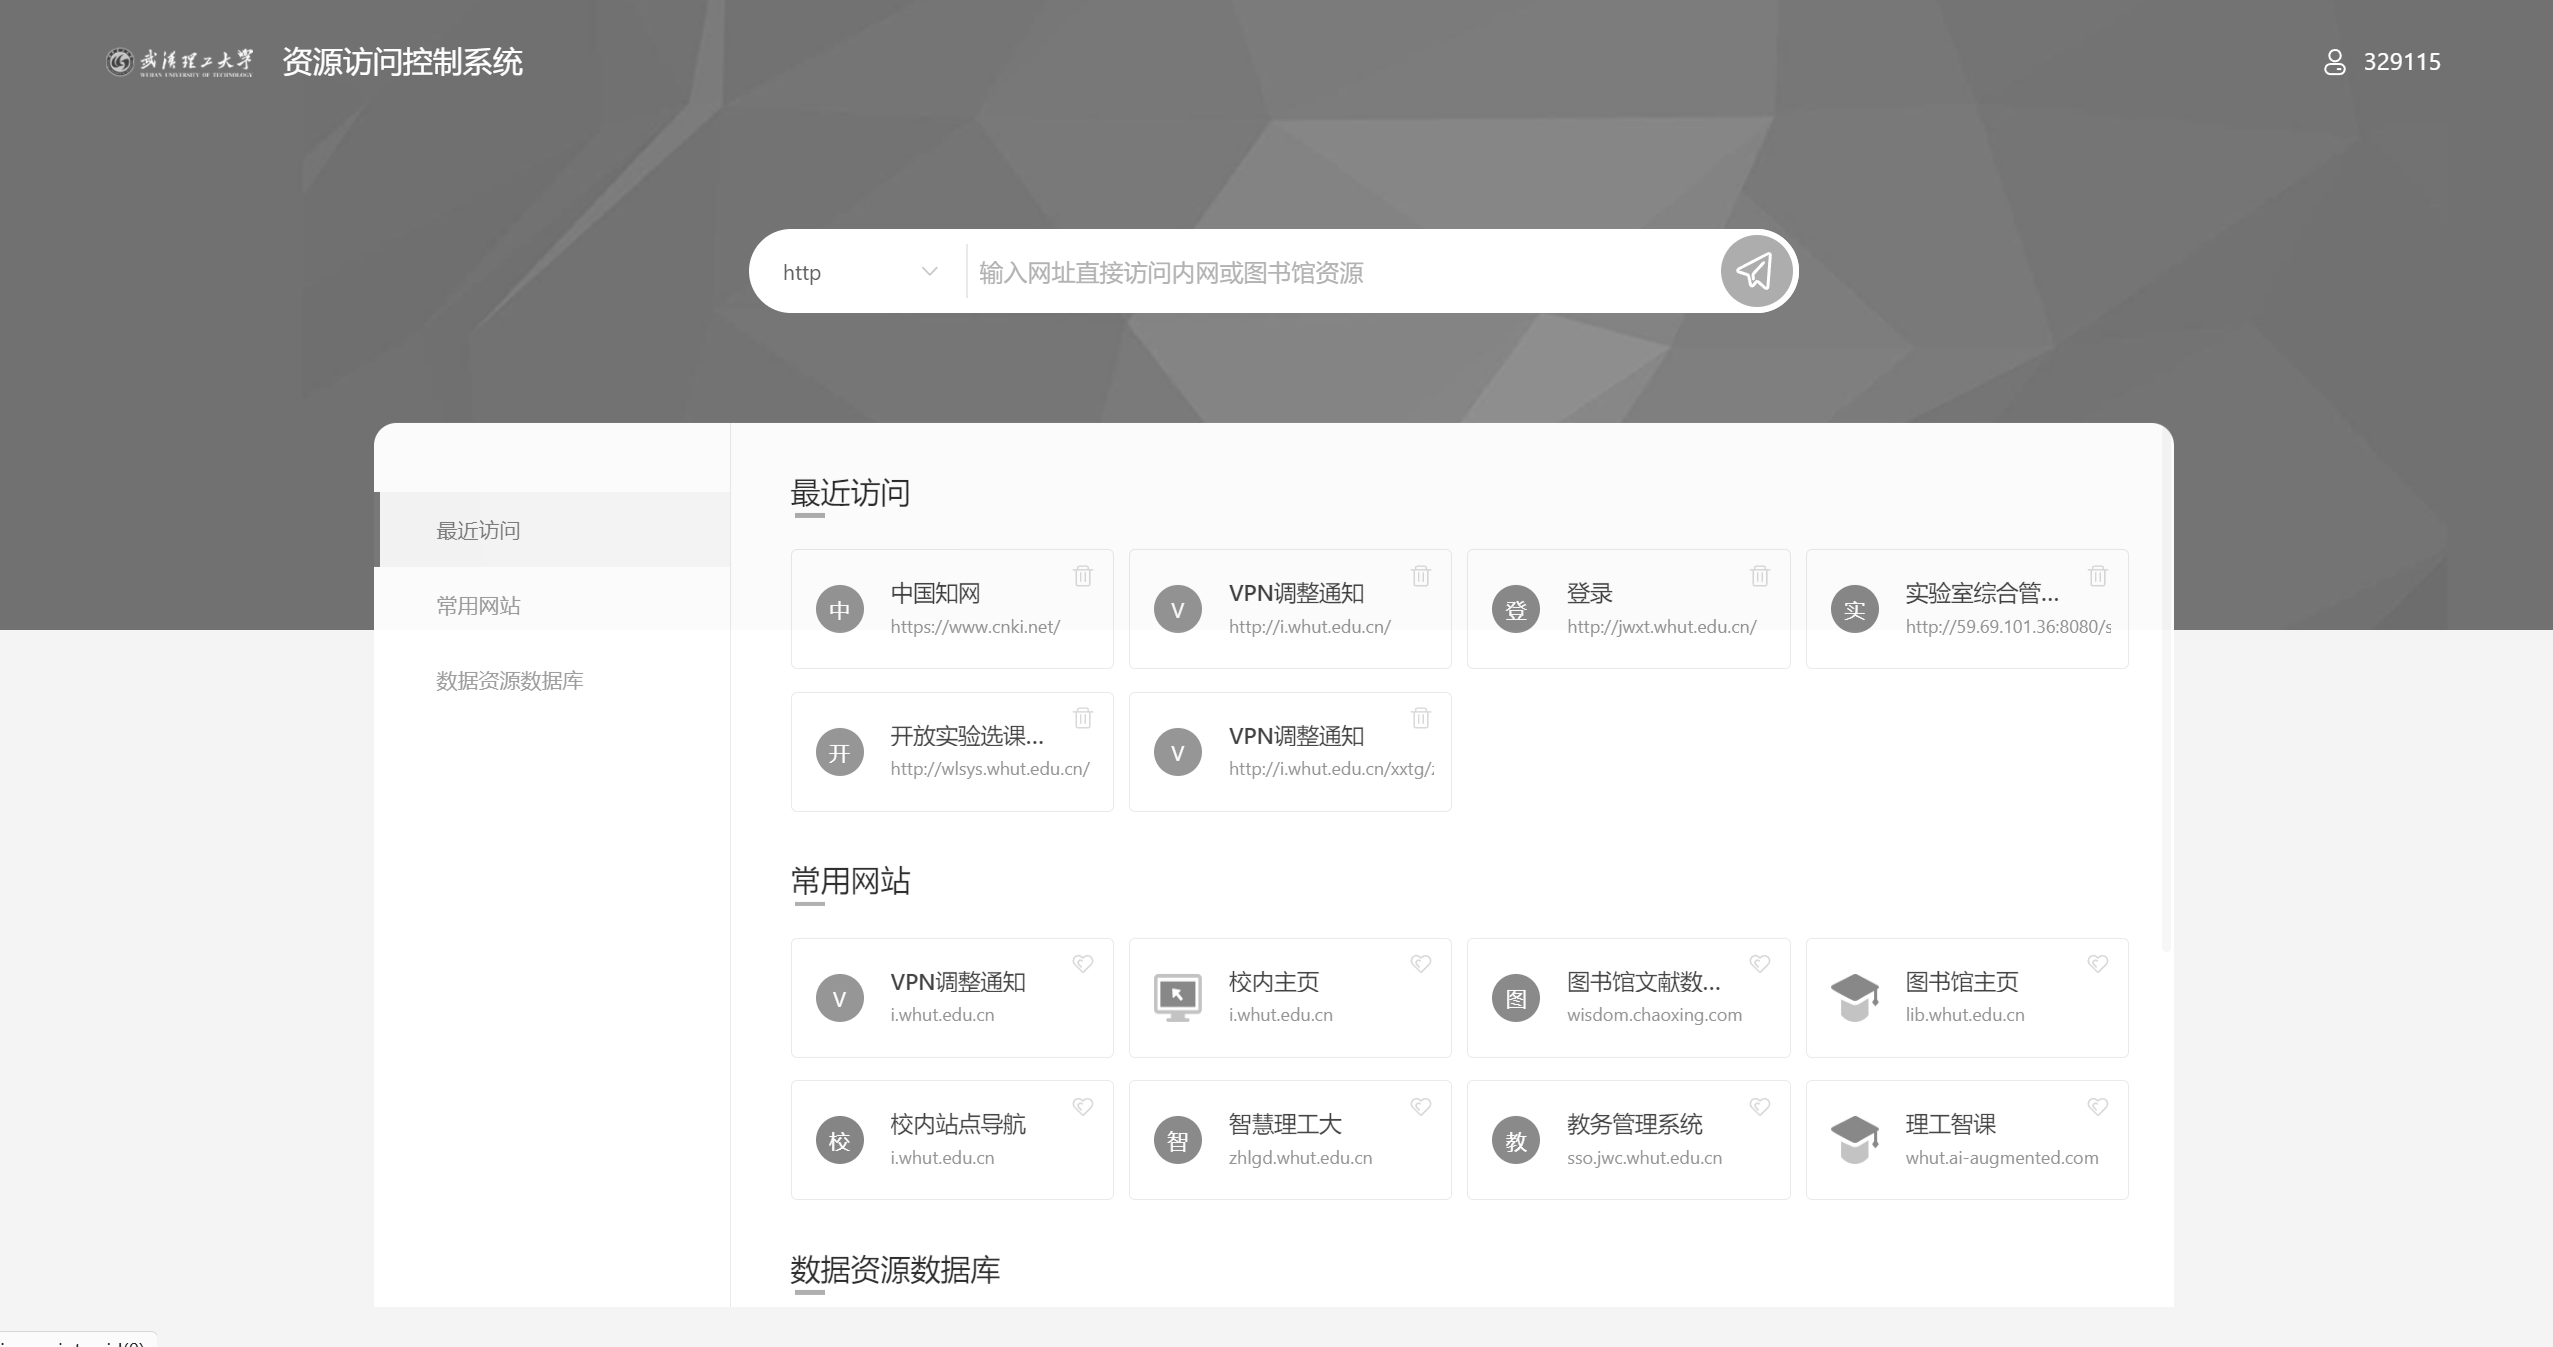 武汉理工大学
WUHAN UNIVERSITY OF TECHNOLOGY
资源访问控制系统
329115
http
输入网址直接访问内网或图书馆资源
最近访问
常用网站
数据资源数据库
最近访问
中
中国知网
https://www.cnki.net/
V
VPN调整通知
http://i.whut.edu.cn/
登
登录
http://jwxt.whut.edu.cn/
实
实验室综合管...
http://59.69.101.36:8080/s
开
开放实验选课...
http://wlsys.whut.edu.cn/
V
VPN调整通知
http://i.whut.edu.cn/xxtg/
常用网站
V
VPN调整通知
i.whut.edu.cn
校内主页
i.whut.edu.cn
图
图书馆文献数...
wisdom.chaoxing.com
图书馆主页
lib.whut.edu.cn
校
校内站点导航
i.whut.edu.cn
智
智慧理工大
zhlgd.whut.edu.cn
教
教务管理系统
sso.jwc.whut.edu.cn
理工智课
whut.ai-augmented.com
数据资源数据库